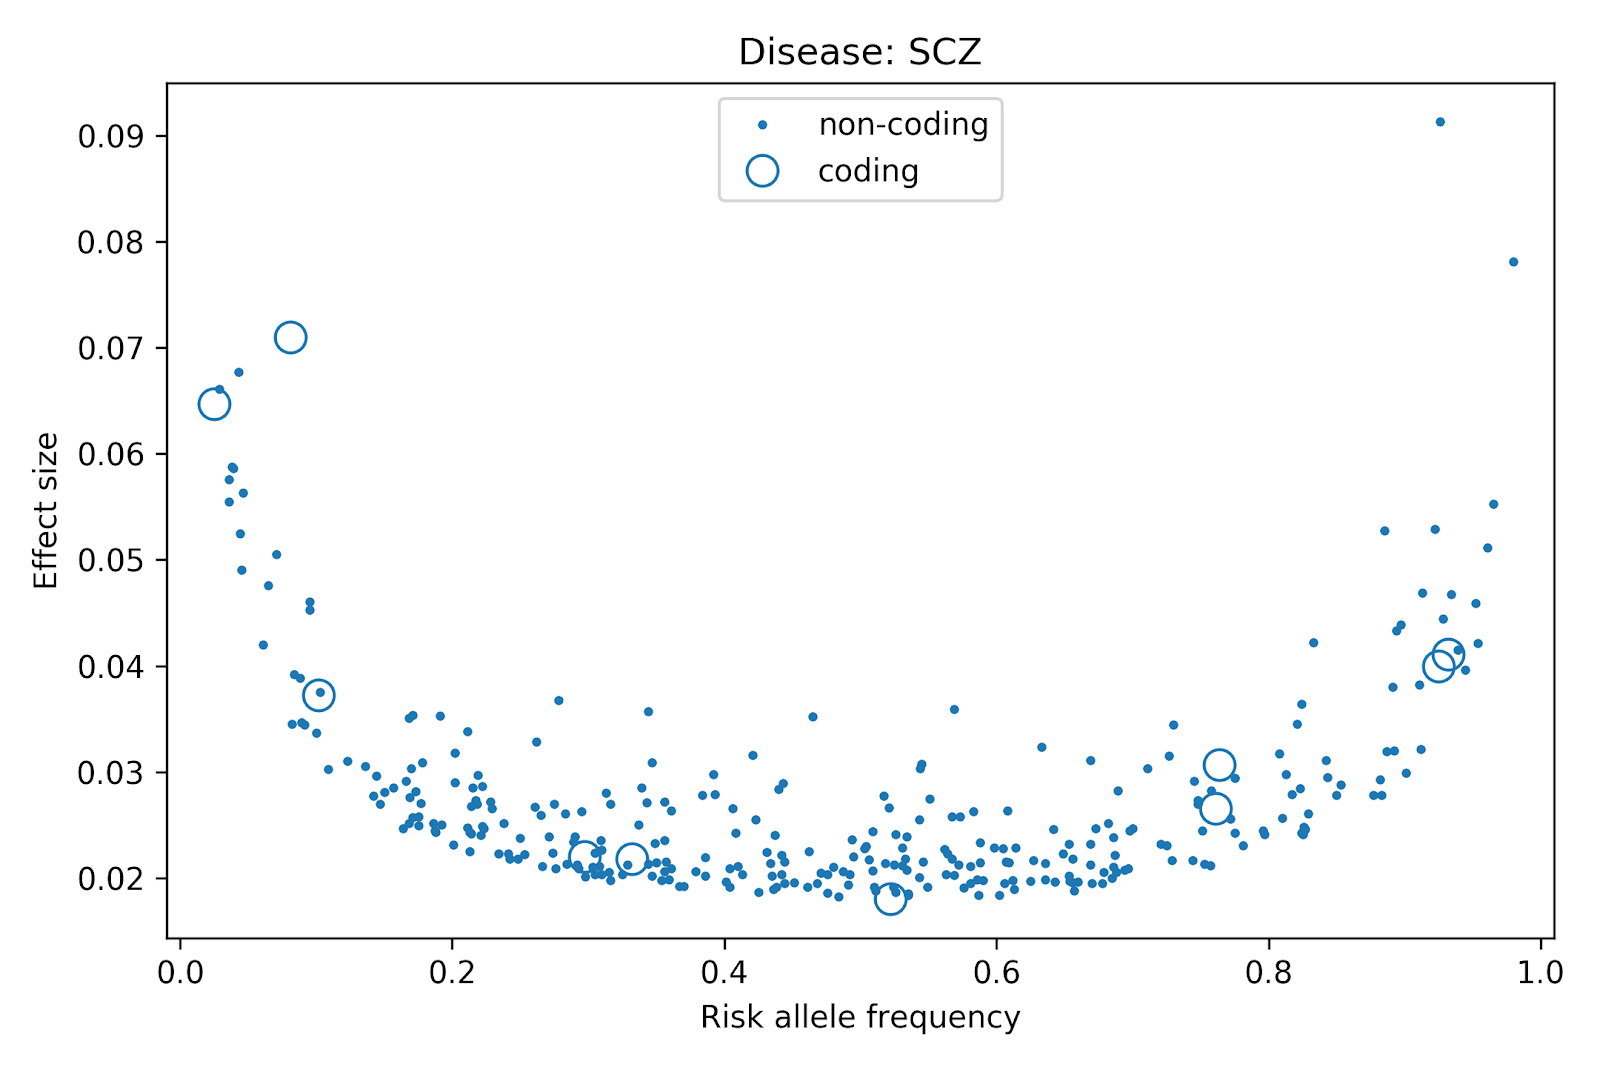 Disease: SCZ
non-coding
coding
0.09
0.08
0.07
0.06
0.05
0.04
0.03
0.02
Effect size
0.0 0.2 0.4 0.6 0.8 1.0
Risk allele frequency